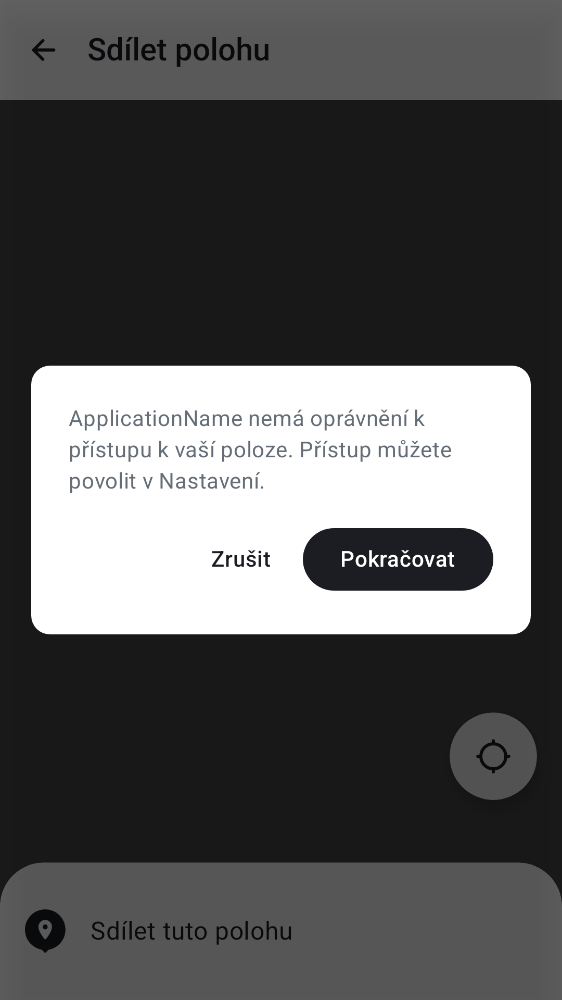 Sdílet polohu
ApplicationName nemá oprávnění k
přístupu k vaší poloze. Přístup můžete
povolit v Nastavení.
Zrušit
Pokračovat
Sdílet tuto polohu